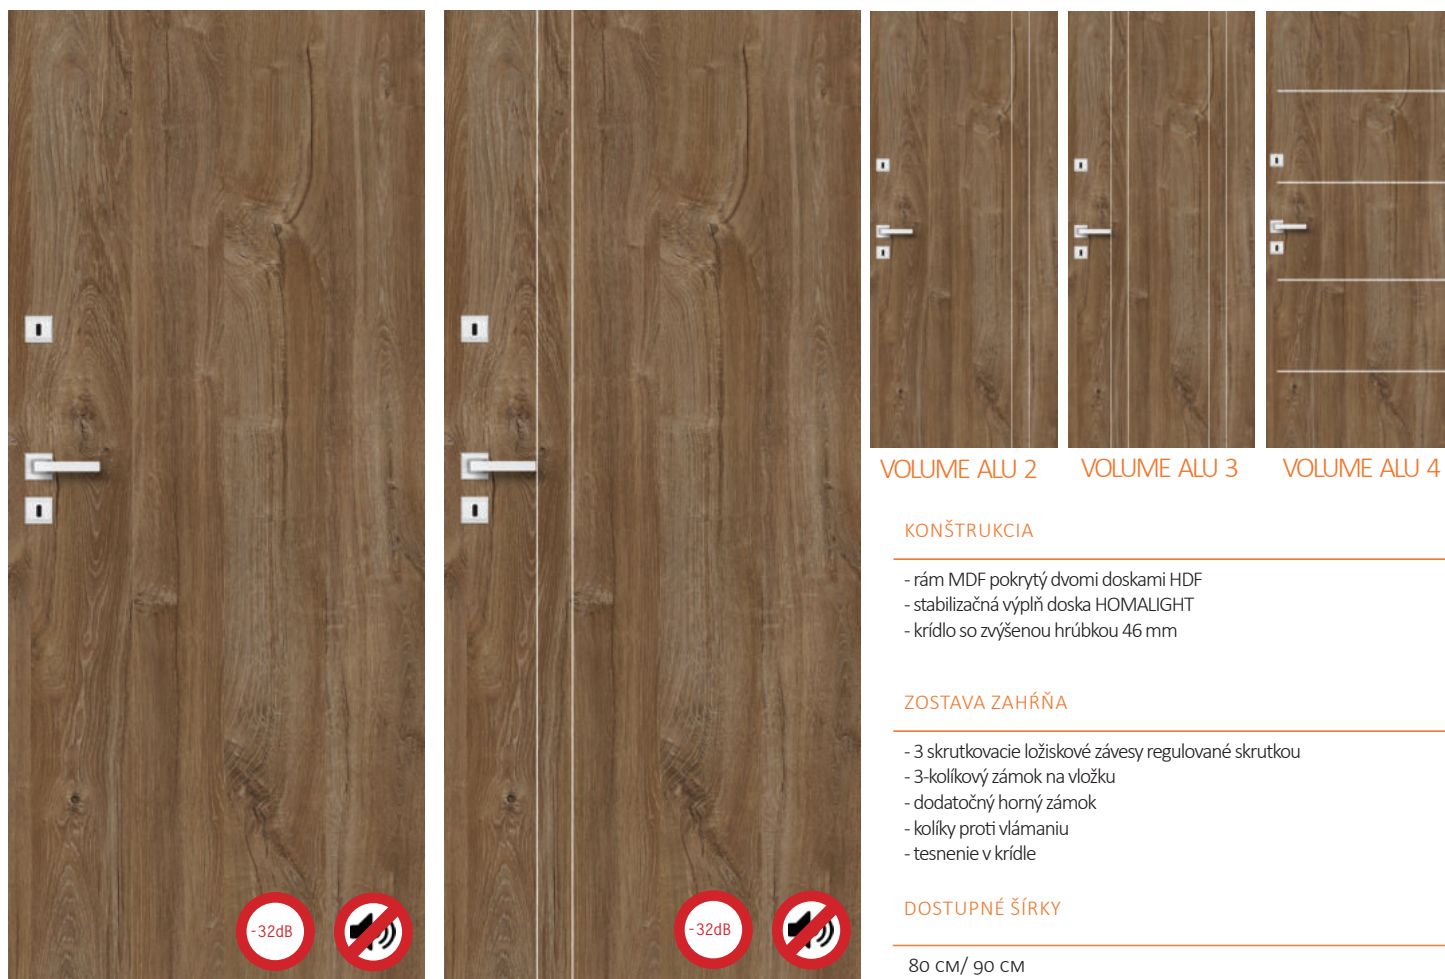 -32dB
-32dB
VOLUME ALU 2
VOLUME ALU 3
VOLUME ALU 4
KONŠTRUKCIA
- rám MDF pokrytý dvomi doskami HDF
- stabilizačná výplň doska HOMALIGHT
- krídlo so zvýšenou hrúbkou 46 mm
ZOSTAVA ZAHŔŇA
- 3 skrutkovacie ložiskové závesy regulované skrutkou
- 3-kolíkový zámok na vložku
- dodatočný horný zámok
- kolíky proti vlámaniu
- tesnenie v krídle
DOSTUPNÉ ŠÍRKY
80 CM/ 90 CM